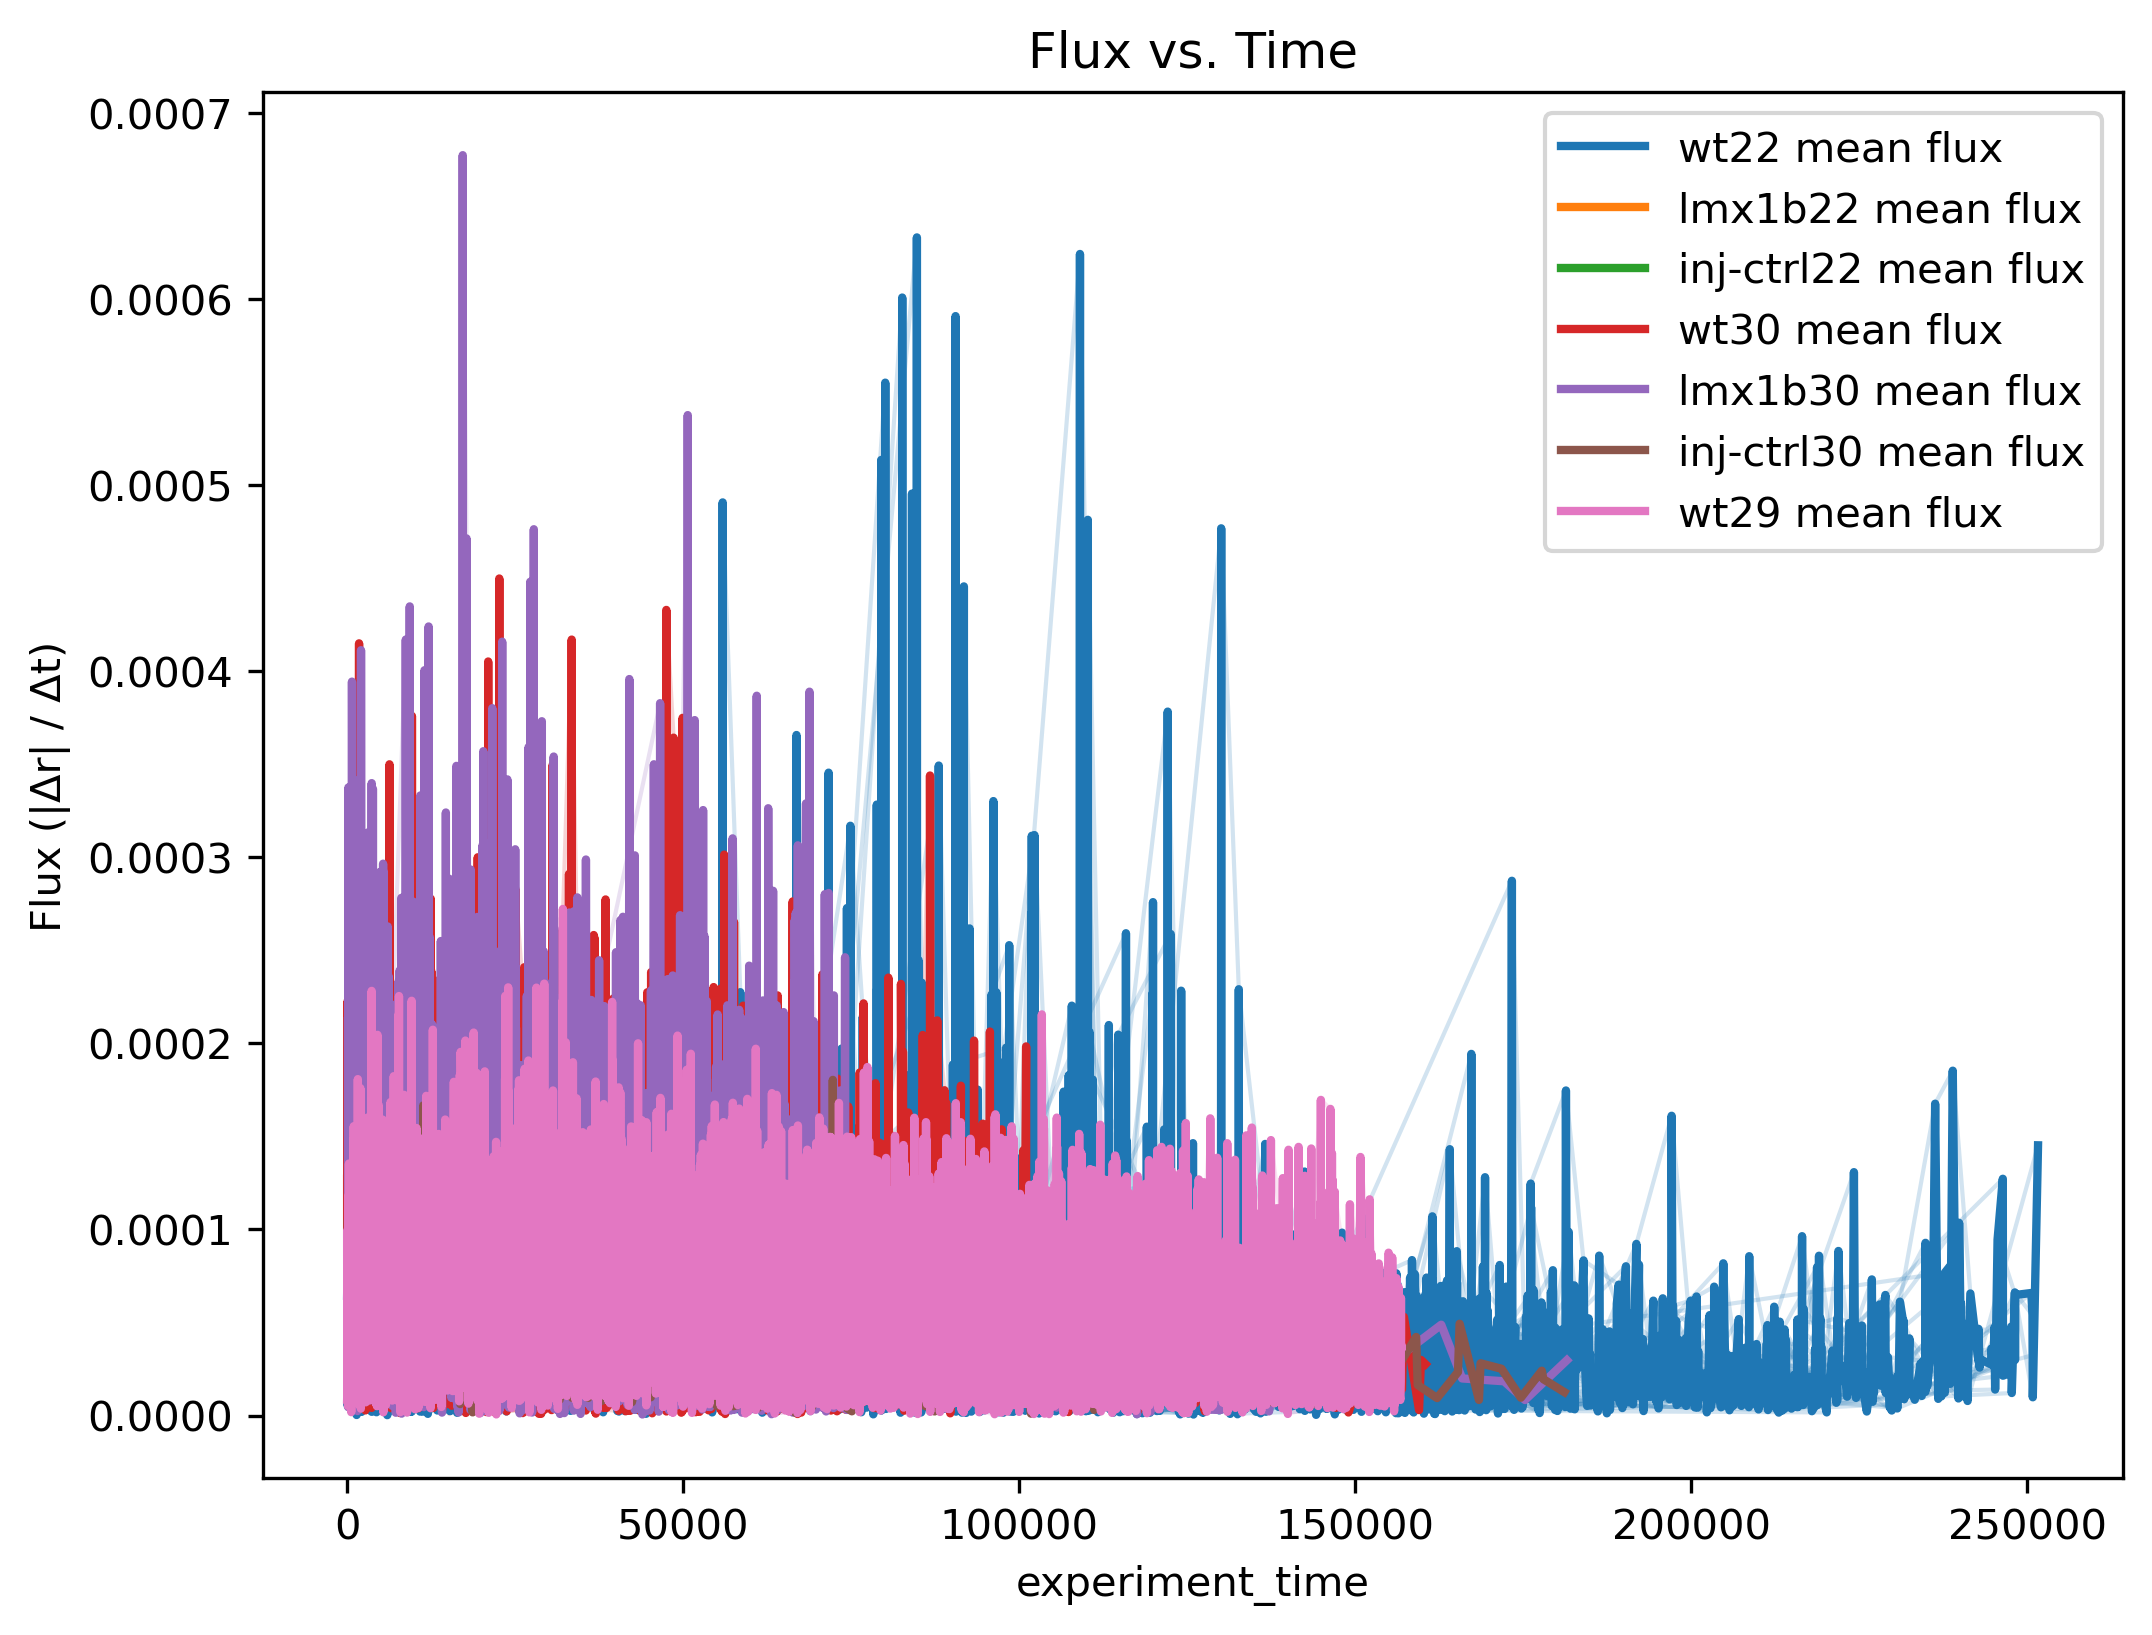 Flux vs. Time
0.0007
0.0006
0.0005
0.0004
0.0003
0.0002
0.0001
0.0000
Flux (|Δr| / Δt)
wt22 mean flux
lmx1b22 mean flux
inj-ctrl22 mean flux
wt30 mean flux
lmx1b30 mean flux
inj-ctrl30 mean flux
wt29 mean flux
0 50000 100000 150000 200000 250000
experiment_time